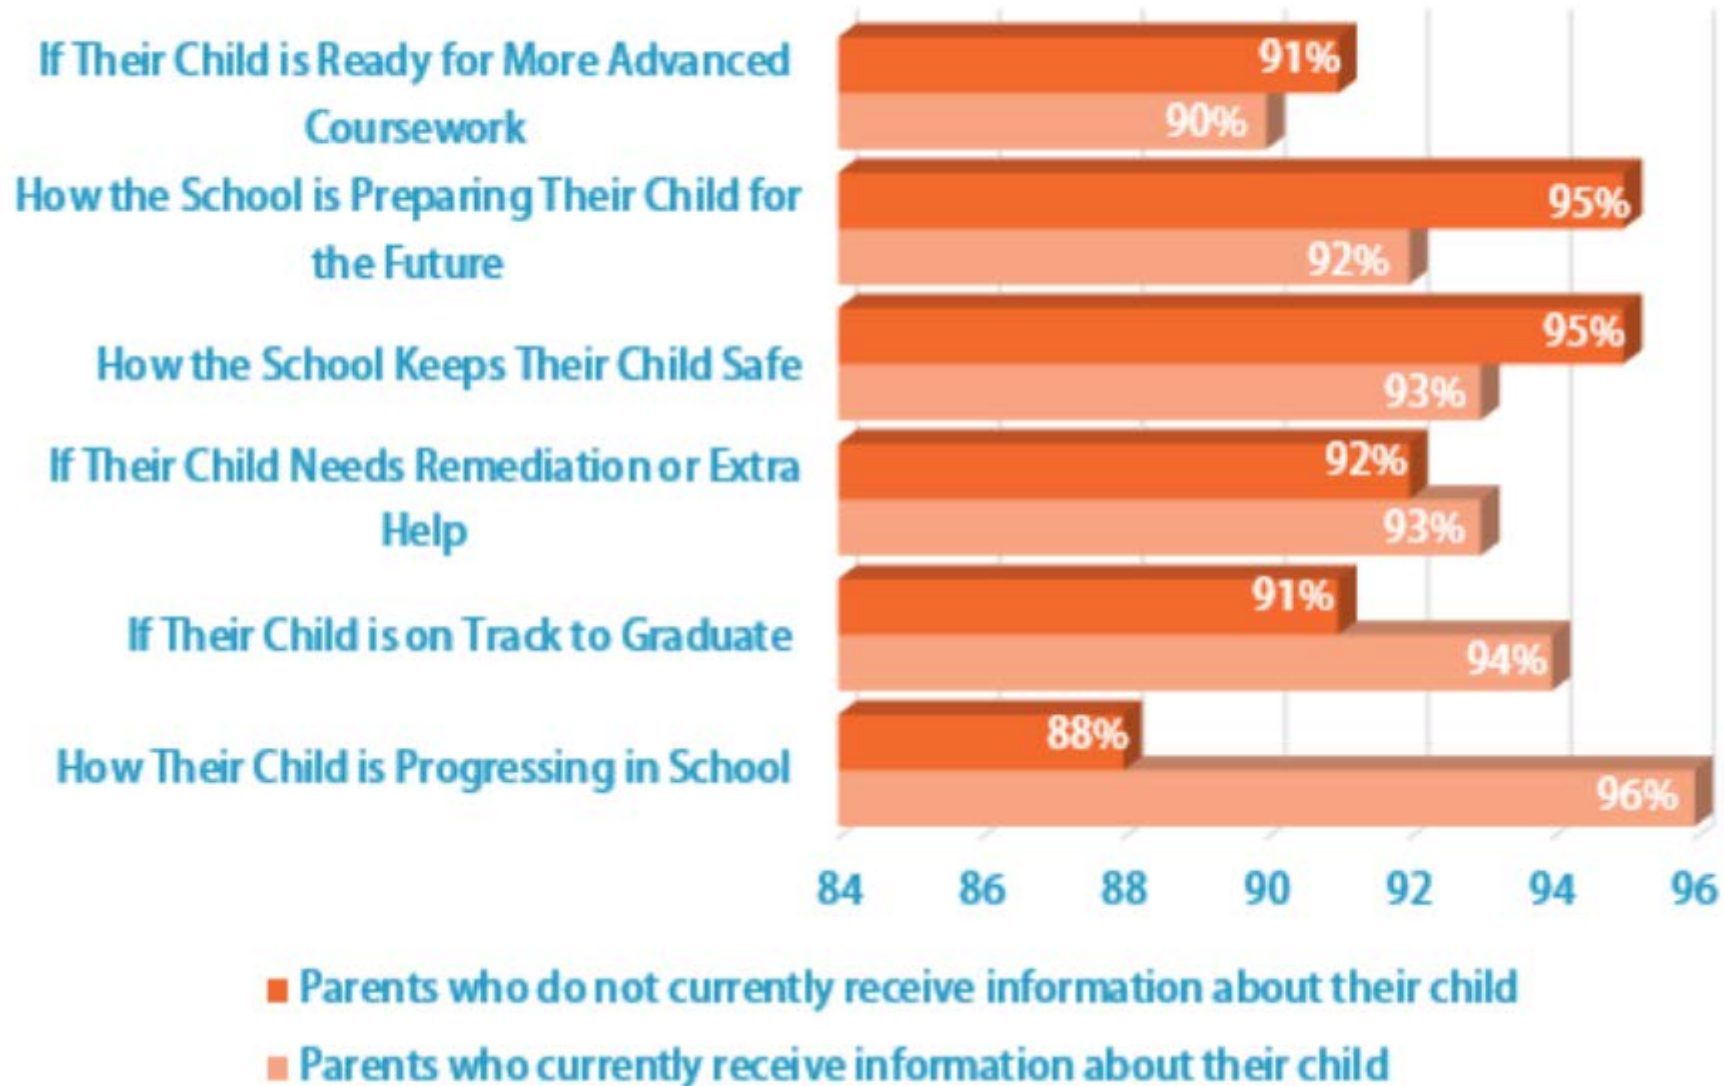 If Their Child is Ready for More Advanced
Coursework
91%
90%
How the School is Preparing Their Child for
the Future
95%
92%
How the School Keeps Their Child Safe
95%
93%
If Their Child Needs Remediation or Extra
Help
92%
93%
If Their Child is on Track to Graduate
91%
94%
How Their Child is Progressing in School
88%
96%
84 86 88 90 92 94 96
Parents who do not currently receive information about their child
Parents who currently receive information about their child